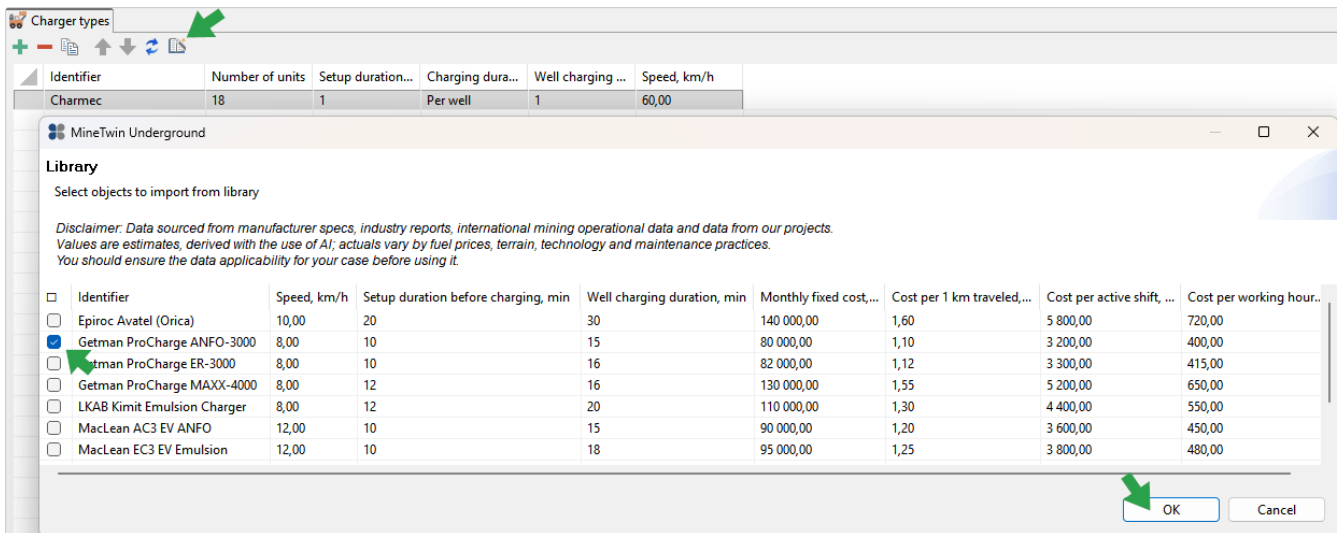 Charger types
Identifier Number of units Setup duration... Charging dura... Well charging ... Speed, km/h
Charmec 18 1 Per well 1 60,00
MineTwin Underground
Library
Select objects to import from library
Disclaimer: Data sourced from manufacturer specs, industry reports, international mining operational data and data from our projects.
Values are estimates, derived with the use of AI; actuals vary by fuel prices, terrain, technology and maintenance practices.
You should ensure the data applicability for your case before using it.
Identifier Speed, km/h Setup duration before charging, min Well charging duration, min Monthly fixed cost,... Cost per 1 km traveled,... Cost per active shift, ... Cost per working hour..
Epiroc Avatel (Orica) 10,00 20 30 140 000,00 1,60 5 800,00 720,00
Getman ProCharge ANFO-3000 8,00 10 15 80 000,00 1,10 3 200,00 400,00
Getman ProCharge ER-3000 8,00 10 16 82 000,00 1,12 3 300,00 415,00
Getman ProCharge MAXX-4000 8,00 12 16 130 000,00 1,55 5 200,00 650,00
LKAB Kimit Emulsion Charger 8,00 12 20 110 000,00 1,30 4 400,00 550,00
MacLean AC3 EV ANFO 12,00 10 15 90 000,00 1,20 3 600,00 450,00
MacLean EC3 EV Emulsion 12,00 10 18 95 000,00 1,25 3 800,00 480,00
OK Cancel